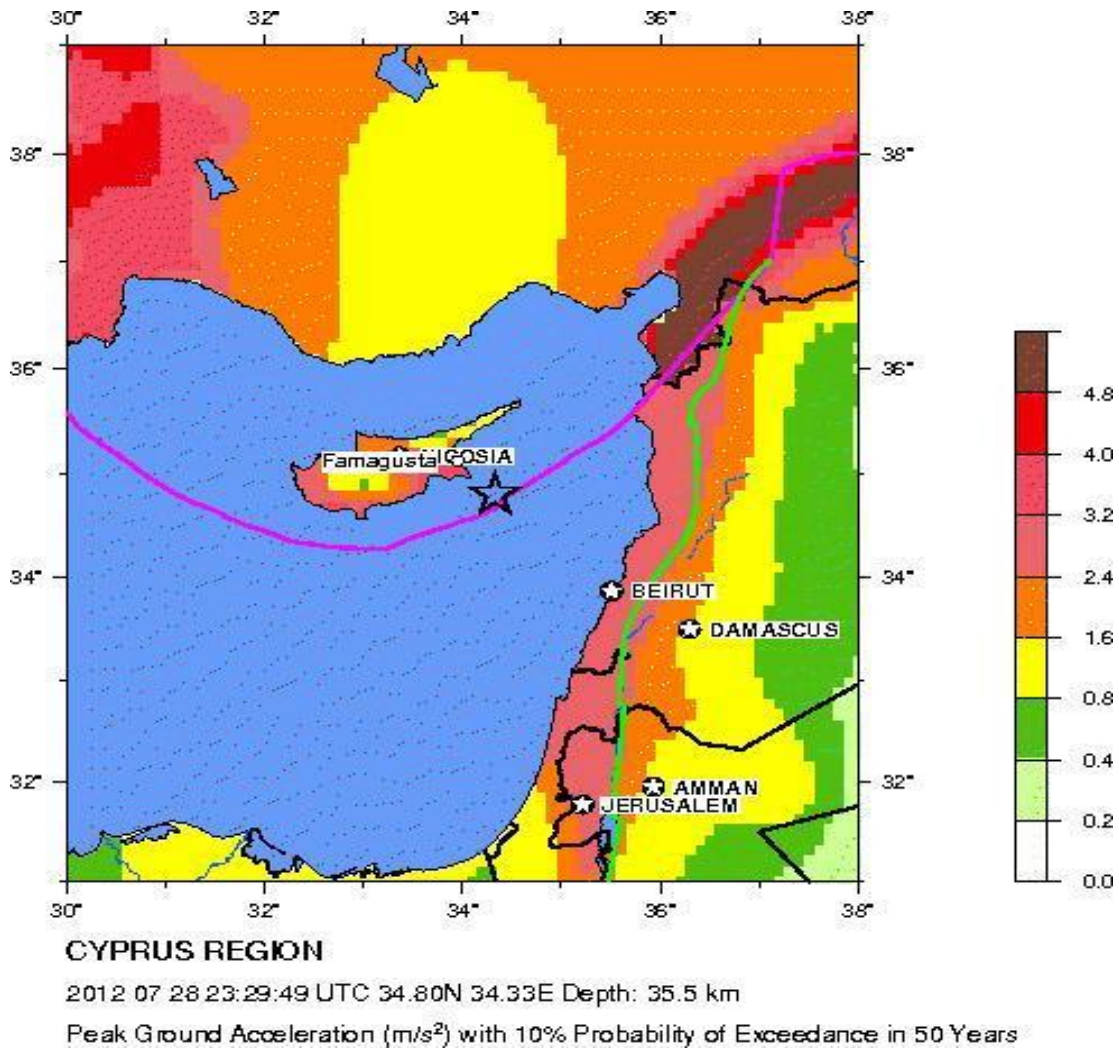 30° 32° 34° 36° 38°
38° 38°
36° 36°
4.8
4.0
Famagusta ICOSIA
3.2
34° BEIRUT 34°
2.4
DAMASCUS
1.6
0.8
32° AMMAN 32°
JERUSALEM
0.4
0.2
0.0
30° 32° 34° 36° 38°
CYPRUS REGION
2012 07 28 23:29:49 UTC 34.80N 34.33E Depth: 35.5 km
Peak Ground Acceleration (m/s²) with 10% Probability of Exceedance in 50 Years